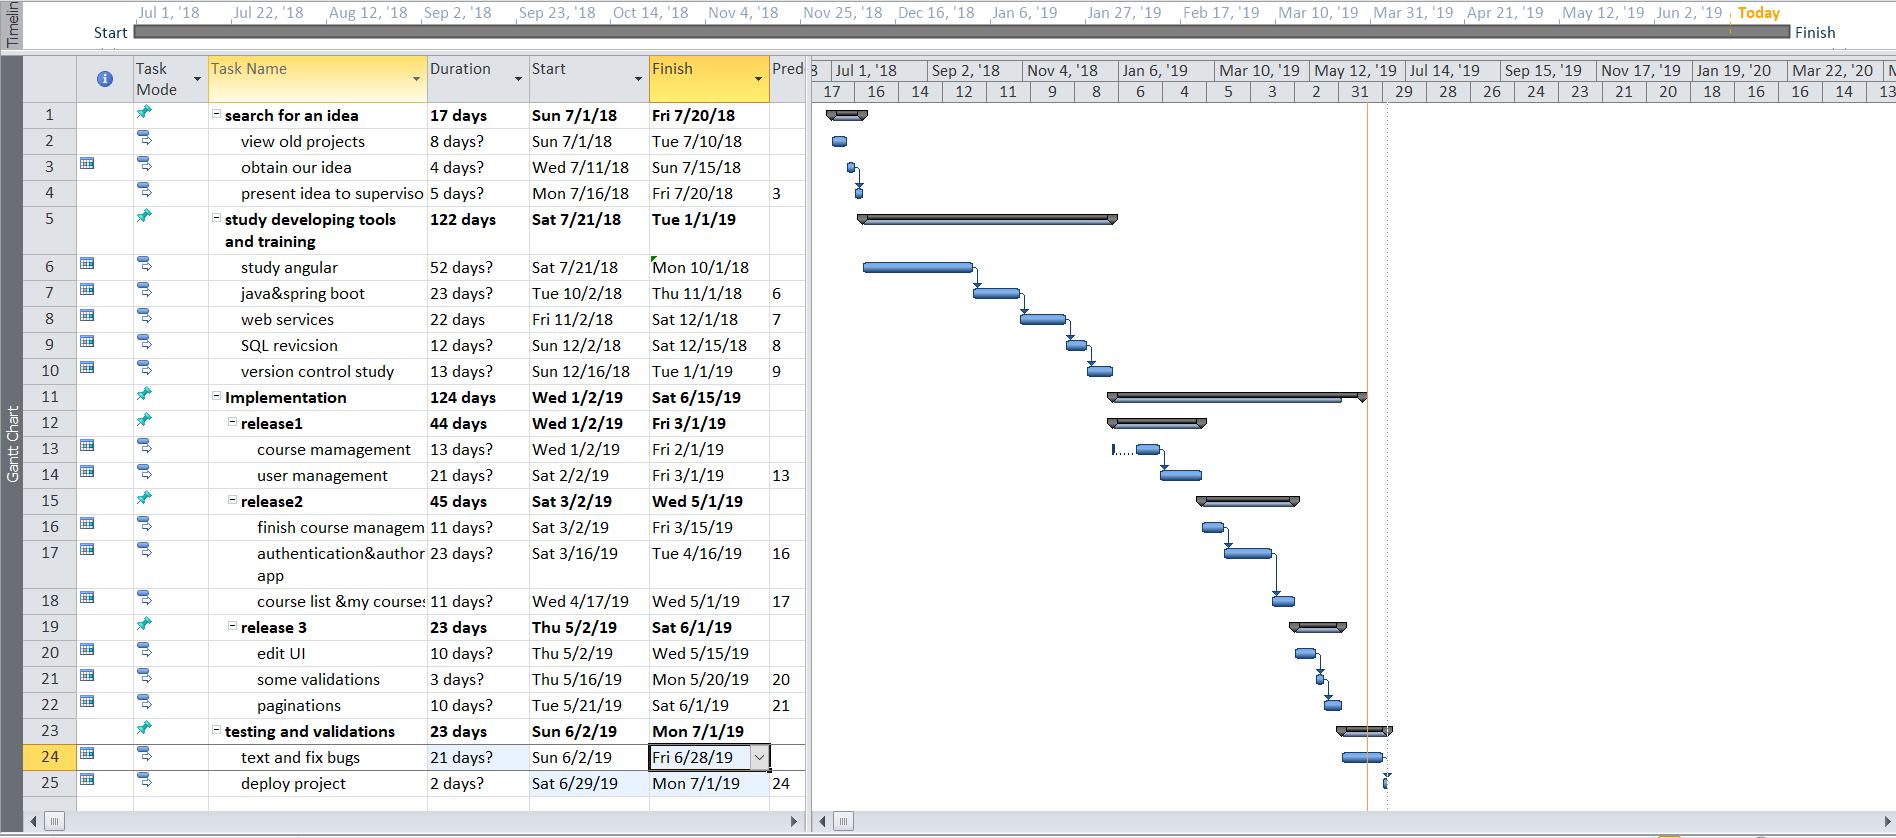 Timelin
Jul 1, '18 Jul 22, '18 Aug 12, '18 Sep 2, '18 Sep 23, '18 Oct 14, '18 Nov 4, '18 Nov 25, '18 Dec 16, '18 Jan 6, '19 Jan 27, '19 Feb 17, '19 Mar 10, '19 Mar 31, '19 Apr 21, '19 May 12, '19 Jun 2, '19 Today
Start Finish
Gantt Chart
Task Mode Task Name Duration Start Finish Pred
8 Jul 1, '18 Sep 2, '18 Nov 4, '18 Jan 6, '19 Mar 10, '19 May 12, '19 Jul 14, '19 Sep 15, '19 Nov 17, '19 Jan 19, '20 Mar 22, '20 M
17 16 14 12 11 9 8 6 4 5 3 2 31 29 28 26 24 23 21 20 18 16 16 14 13
1 search for an idea 17 days Sun 7/1/18 Fri 7/20/18
2 view old projects 8 days? Sun 7/1/18 Tue 7/10/18
3 obtain our idea 4 days? Wed 7/11/18 Sun 7/15/18
4 present idea to superviso 5 days? Mon 7/16/18 Fri 7/20/18 3
5 study developing tools 122 days Sat 7/21/18 Tue 1/1/19
and training
6 study angular 52 days? Sat 7/21/18 Mon 10/1/18
7 java&spring boot 23 days? Tue 10/2/18 Thu 11/1/18 6
8 web services 22 days Fri 11/2/18 Sat 12/1/18 7
9 SQL revicsion 12 days? Sun 12/2/18 Sat 12/15/18 8
10 version control study 13 days? Sun 12/16/18 Tue 1/1/19 9
11 Implementation 124 days Wed 1/2/19 Sat 6/15/19
12 release1 44 days Wed 1/2/19 Fri 3/1/19
13 course mamagement 13 days? Wed 1/2/19 Fri 2/1/19
14 user management 21 days? Sat 2/2/19 Fri 3/1/19 13
15 release2 45 days Sat 3/2/19 Wed 5/1/19
16 finish course managem 11 days? Sat 3/2/19 Fri 3/15/19
17 authentication&author 23 days? Sat 3/16/19 Tue 4/16/19 16
app
18 course list &my courses 11 days? Wed 4/17/19 Wed 5/1/19 17
19 release 3 23 days Thu 5/2/19 Sat 6/1/19
20 edit UI 10 days? Thu 5/2/19 Wed 5/15/19
21 some validations 3 days? Thu 5/16/19 Mon 5/20/19 20
22 paginations 10 days? Tue 5/21/19 Sat 6/1/19 21
23 testing and validations 23 days Sun 6/2/19 Mon 7/1/19
24 text and fix bugs 21 days? Sun 6/2/19 Fri 6/28/19
25 deploy project 2 days? Sat 6/29/19 Mon 7/1/19 24